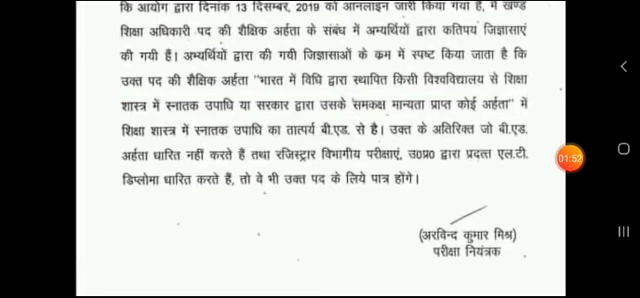 कि आयोग द्वारा दिनांक 13 दिसम्बर, 2019 को ऑनलाइन जारी किया गया है, में खण्ड
शिक्षा अधिकारी पद की शैक्षिक अर्हता के संबंध में अभ्यर्थियों द्वारा कतिपय जिज्ञासाएं
की गयी हैं। अभ्यर्थियों द्वारा की गयी जिज्ञासाओं के क्रम में स्पष्ट किया जाता है कि
उक्त पद की शैक्षिक अर्हता "भारत में विधि द्वारा स्थापित किसी विश्वविद्यालय से शिक्षा
शास्त्र में स्नातक उपाधि या सरकार द्वारा उसके समकक्ष मान्यता प्राप्त कोई अर्हता" में
शिक्षा शास्त्र में स्नातक उपाधि का तात्पर्य बी.एड. से है। उक्त के अतिरिक्त जो बी.एड.
अर्हता धारित नहीं करते हैं तथा रजिस्ट्रार विभागीय परीक्षाएं, उ0प्र0 द्वारा प्रदत्त एल.टी.
डिप्लोमा धारित करते हैं, तो वे भी उक्त पद के लिये पात्र होंगे।
(अरविन्द कुमार मिश्र)
परीक्षा नियंत्रक
01:52